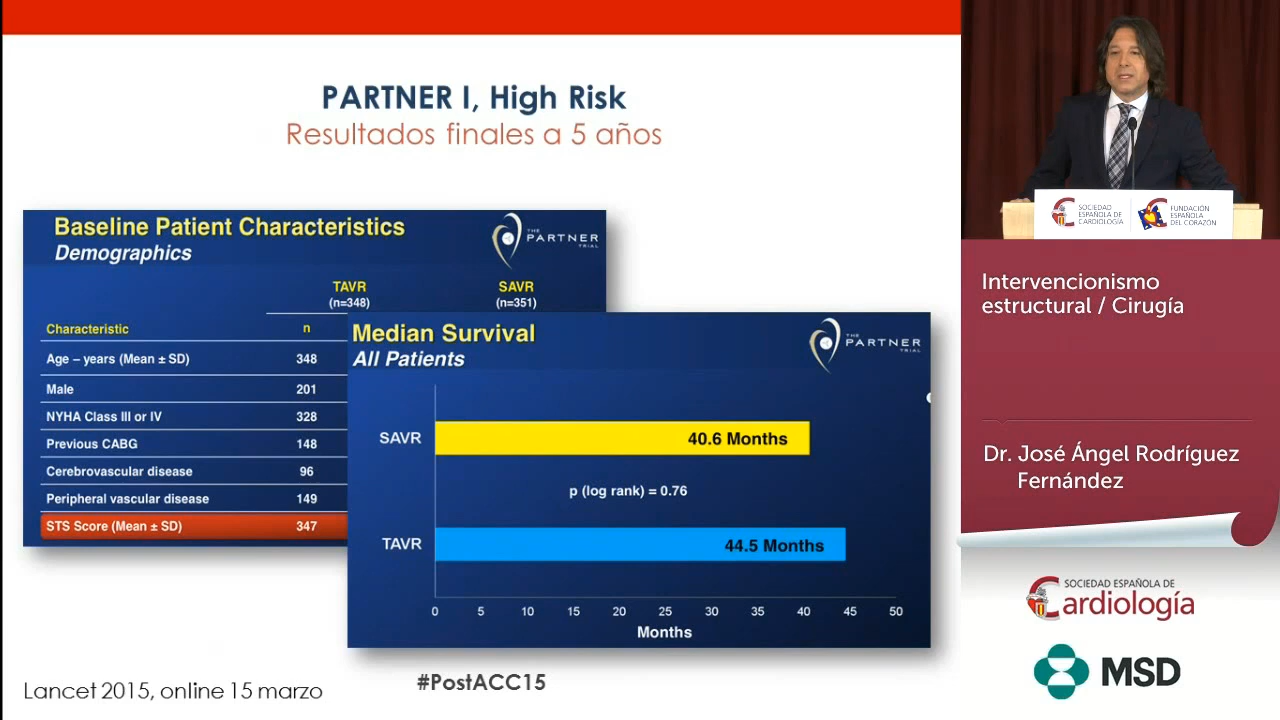 PARTNER I, High Risk
Resultados finales a 5 años
Baseline Patient Characteristics
Demographics
THE
PARTNER
TRIAL
TAVR
(n=348)
SAVR
(n=351)
Characteristic
n
Age – years (Mean ± SD)
348
Male
201
NYHA Class III or IV
328
Previous CABG
148
Cerebrovascular disease
96
Peripheral vascular disease
149
STS Score (Mean ± SD)
347
Median Survival
All Patients
THE
PARTNER
TRIAL
SAVR
40.6 Months
p (log rank) = 0.76
TAVR
44.5 Months
0 5 10 15 20 25 30 35 40 45 50
Months
Lancet 2015, online 15 marzo
#PostACC15
SOCIEDAD
ESPAÑOLA DE
CARDIOLOGÍA
FUNDACIÓN
ESPAÑOLA
DEL CORAZÓN
Intervencionismo
estructural / Cirugía
Dr. José Ángel Rodríguez
Fernández
SOCIEDAD ESPAÑOLA DE
Cardiología
MSD